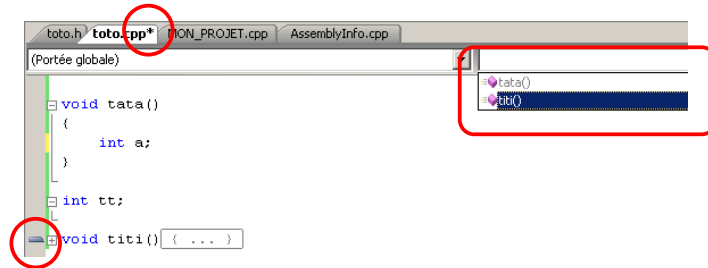 toto.h toto.cpp* MON_PROJET.cpp AssemblyInfo.cpp
(Portée globale)
tata()
titi()
void tata()
{
int a;
}
int tt;
void titi() { ... }